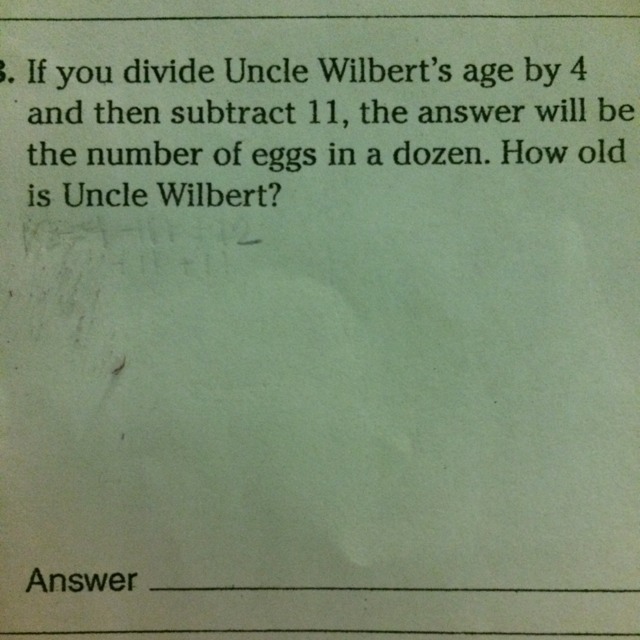 3. If you divide Uncle Wilbert's age by 4
and then subtract 11, the answer will be
the number of eggs in a dozen. How old
is Uncle Wilbert?
Answer